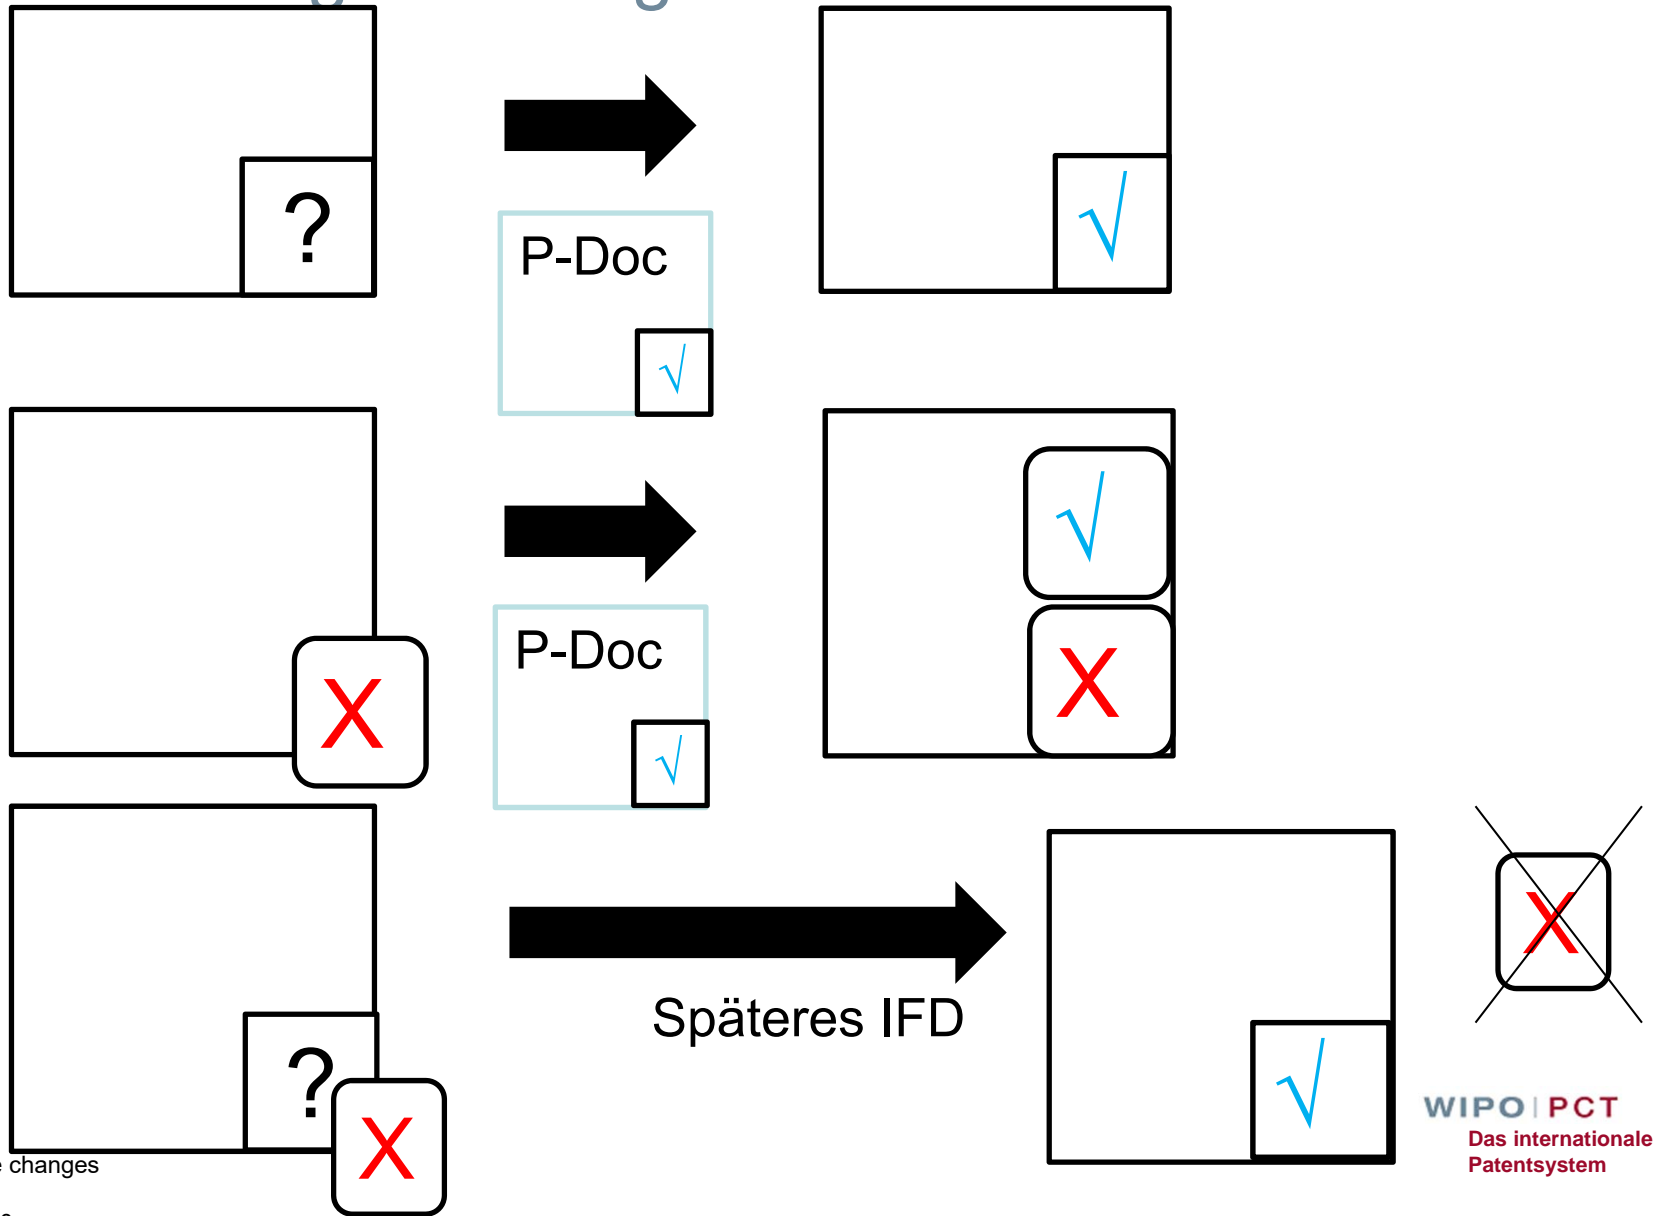 ?
√
P-Doc
√
√
X
P-Doc
√
X
?
X
Späteres IFD
√
X
WIPO | PCT
Das internationale
Patentsystem
changes